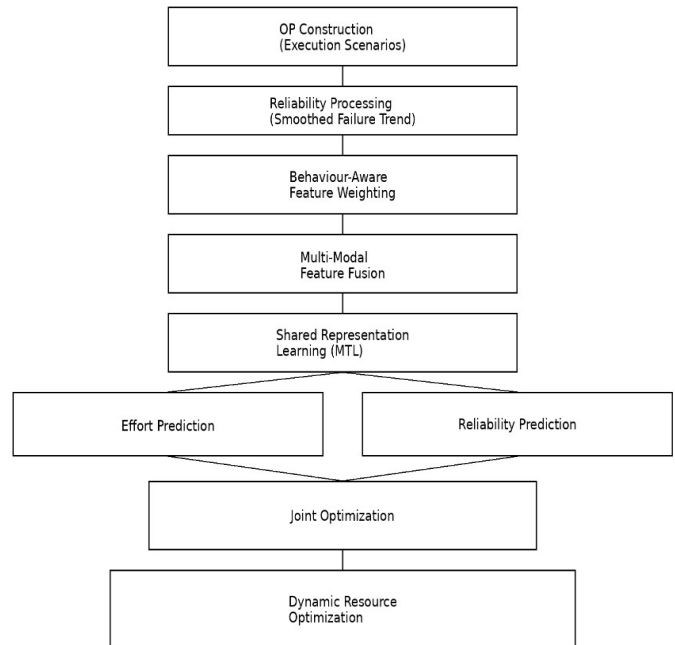 OP Construction
(Execution Scenarios)
Reliability Processing
(Smoothed Failure Trend)
Behaviour-Aware
Feature Weighting
Multi-Modal
Feature Fusion
Shared Representation
Learning (MTL)
Effort Prediction
Reliability Prediction
Joint Optimization
Dynamic Resource
Optimization